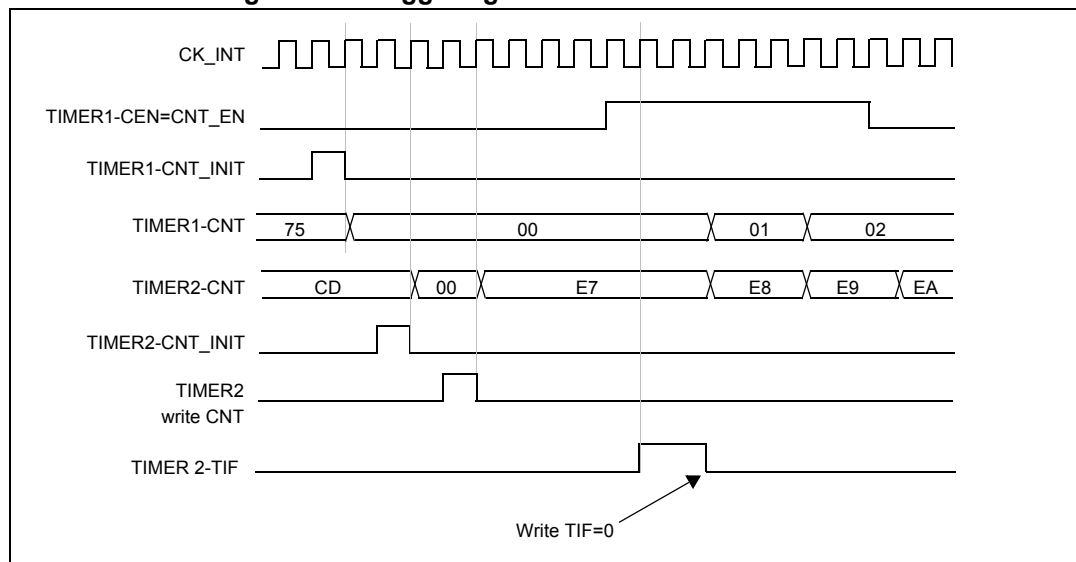 CK_INT
TIMER1-CEN=CNT_EN
TIMER1-CNT_INIT
TIMER1-CNT 75 00 01 02
TIMER2-CNT CD 00 E7 E8 E9 EA
TIMER2-CNT_INIT
TIMER2
write CNT
TIMER 2-TIF
Write TIF=0